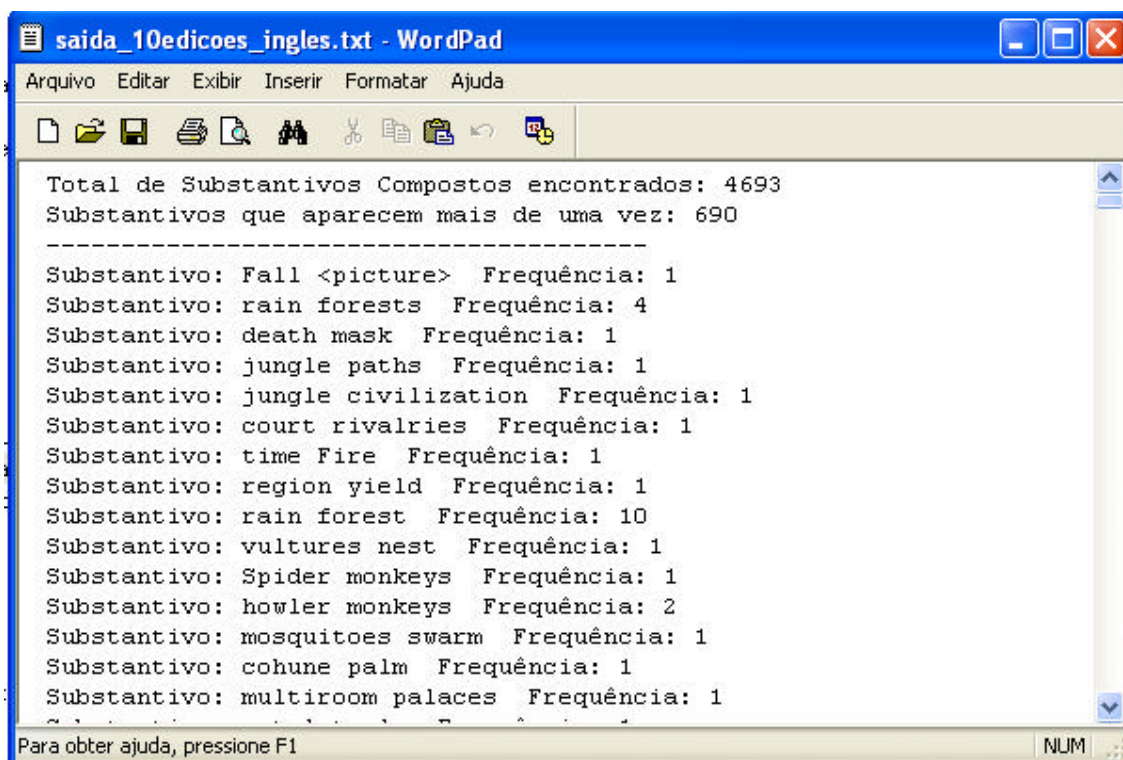 saida_10edicoes_ingles.txt - WordPad
Arquivo Editar Exibir Inserir Formatar Ajuda
Total de Substantivos Compostos encontrados: 4693
Substantivos que aparecem mais de uma vez: 690
-----------------------------------------
Substantivo: Fall <picture> Frequência: 1
Substantivo: rain forests Frequência: 4
Substantivo: death mask Frequência: 1
Substantivo: jungle paths Frequência: 1
Substantivo: jungle civilization Frequência: 1
Substantivo: court rivalries Frequência: 1
Substantivo: time Fire Frequência: 1
Substantivo: region yield Frequência: 1
Substantivo: rain forest Frequência: 10
Substantivo: vultures nest Frequência: 1
Substantivo: Spider monkeys Frequência: 1
Substantivo: howler monkeys Frequência: 2
Substantivo: mosquitoes swarm Frequência: 1
Substantivo: cohune palm Frequência: 1
Substantivo: multiroom palaces Frequência: 1
Para obter ajuda, pressione F1
NUM